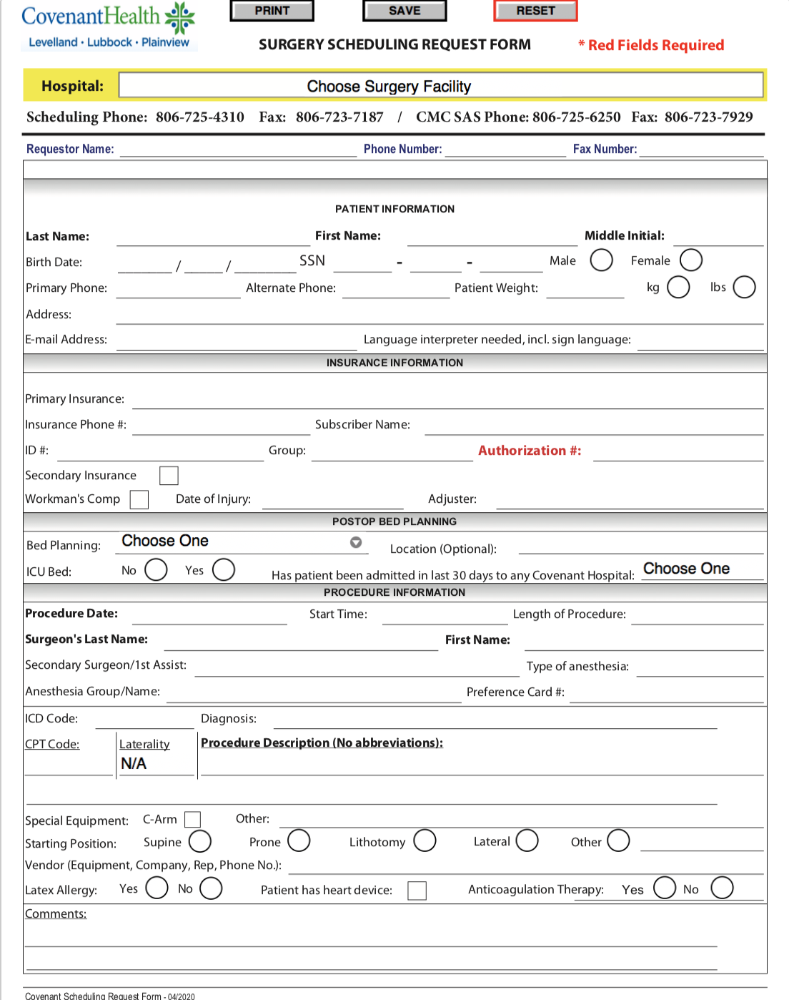 CovenantHealth
PRINT SAVE RESET
Levelland · Lubbock · Plainview
SURGERY SCHEDULING REQUEST FORM * Red Fields Required
Hospital: Choose Surgery Facility
Scheduling Phone: 806-725-4310 Fax: 806-723-7187 / CMC SAS Phone: 806-725-6250 Fax: 806-723-7929
Requestor Name: Phone Number: Fax Number:
PATIENT INFORMATION
Last Name: First Name: Middle Initial:
Birth Date: / / SSN - - Male Female
Primary Phone: Alternate Phone: Patient Weight: kg lbs
Address:
E-mail Address: Language interpreter needed, incl. sign language:
INSURANCE INFORMATION
Primary Insurance:
Insurance Phone #: Subscriber Name:
ID #: Group: Authorization #:
Secondary Insurance
Workman's Comp Date of Injury: Adjuster:
POSTOP BED PLANNING
Bed Planning: Choose One Location (Optional):
ICU Bed: No Yes Has patient been admitted in last 30 days to any Covenant Hospital: Choose One
PROCEDURE INFORMATION
Procedure Date: Start Time: Length of Procedure:
Surgeon's Last Name: First Name:
Secondary Surgeon/1st Assist: Type of anesthesia:
Anesthesia Group/Name: Preference Card #:
ICD Code: Diagnosis:
CPT Code: Laterality Procedure Description (No abbreviations):
N/A
Special Equipment: C-Arm Other:
Starting Position: Supine Prone Lithotomy Lateral Other
Vendor (Equipment, Company, Rep, Phone No.):
Latex Allergy: Yes No Patient has heart device: Anticoagulation Therapy: Yes No
Comments:
Covenant Scheduling Request Form - 04/2020